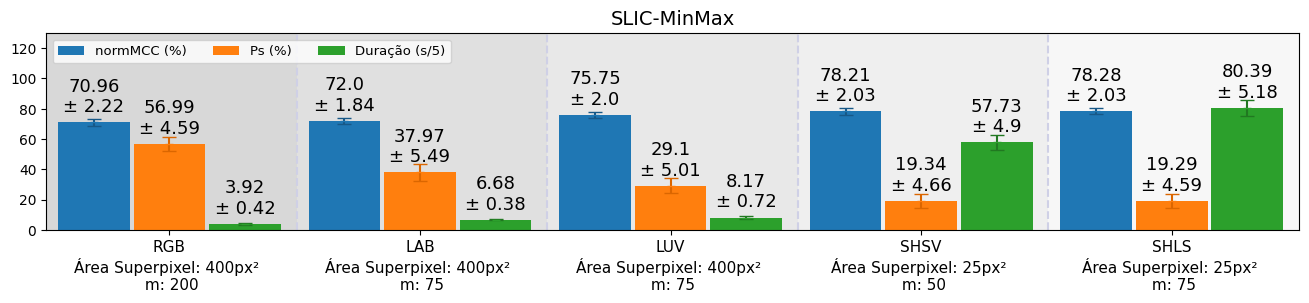 SLIC-MinMax
normMCC (%) Ps (%) Duração (s/5)
120
100
80
60
40
20
0
70.96
± 2.22
56.99
± 4.59
3.92
± 0.42
72.0
± 1.84
37.97
± 5.49
6.68
± 0.38
75.75
± 2.0
29.1
± 5.01
8.17
± 0.72
78.21
± 2.03
19.34
± 4.66
57.73
± 4.9
78.28
± 2.03
19.29
± 4.59
80.39
± 5.18
RGB
Área Superpixel: 400px²
m: 200
LAB
Área Superpixel: 400px²
m: 75
LUV
Área Superpixel: 400px²
m: 75
SHSV
Área Superpixel: 25px²
m: 50
SHLS
Área Superpixel: 25px²
m: 75